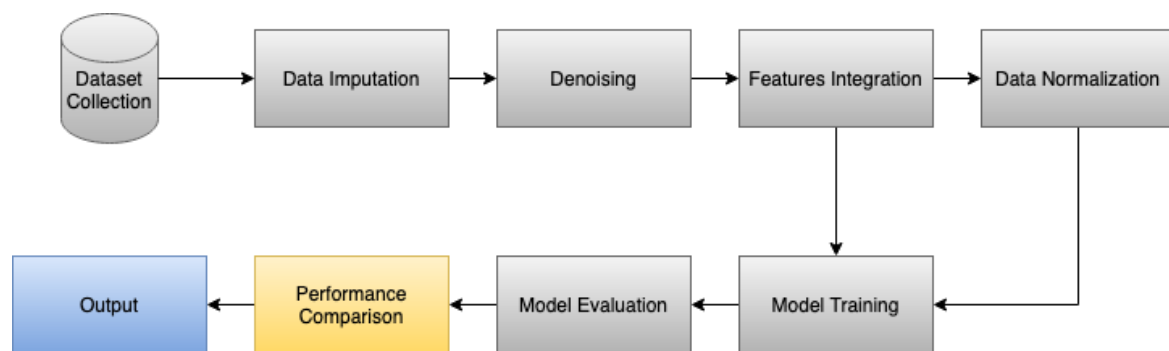 Dataset
Collection
Data Imputation
Denoising
Features Integration
Data Normalization
Output
Performance
Comparison
Model Evaluation
Model Training